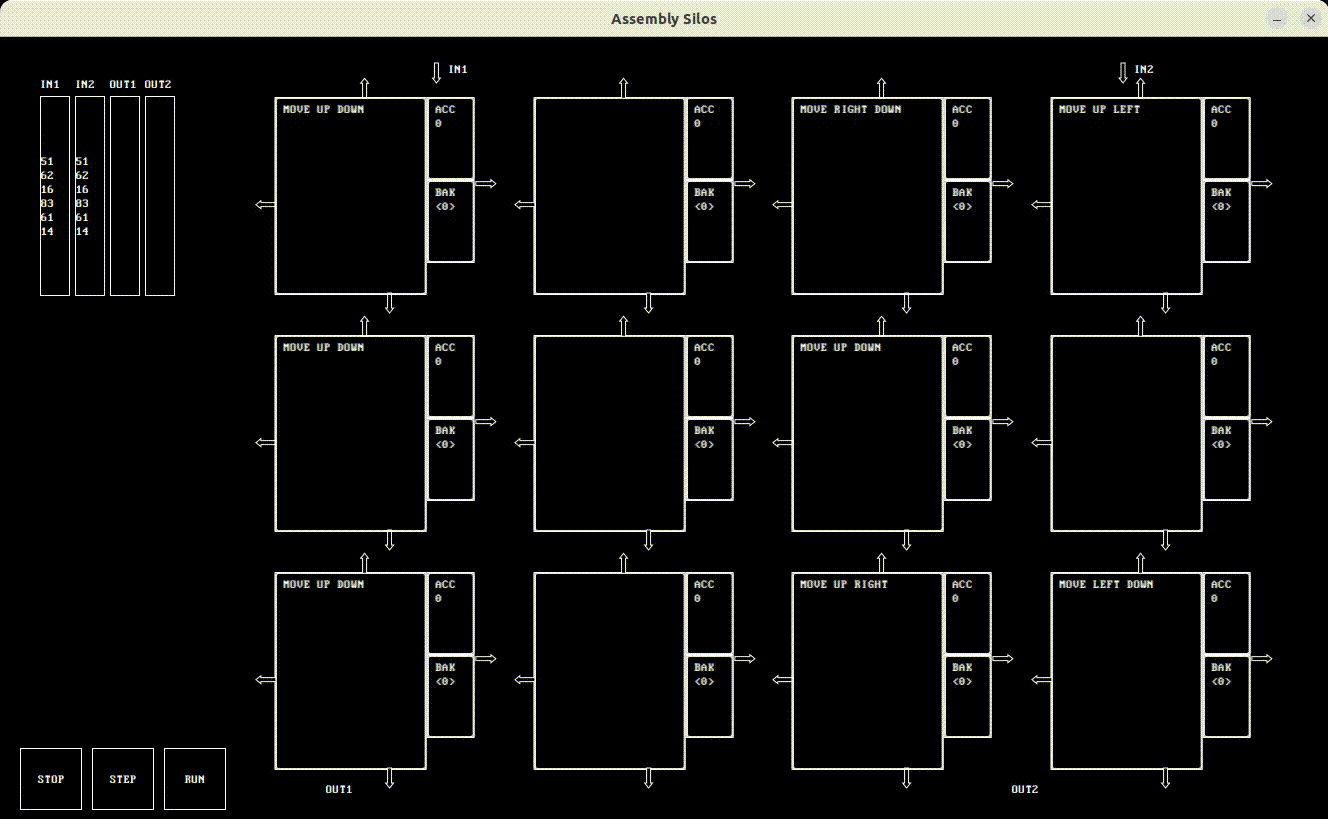 Assembly Silos
IN1
IN2
IN1 IN2 OUT1 OUT2
51 51
62 62
16 16
83 83
61 61
14 14
MOVE UP DOWN
ACC
0
BAK
<0>
ACC
0
BAK
<0>
MOVE RIGHT DOWN
ACC
0
BAK
<0>
MOVE UP LEFT
ACC
0
BAK
<0>
MOVE UP DOWN
ACC
0
BAK
<0>
ACC
0
BAK
<0>
MOVE UP DOWN
ACC
0
BAK
<0>
ACC
0
BAK
<0>
MOVE UP DOWN
ACC
0
BAK
<0>
ACC
0
BAK
<0>
MOVE UP RIGHT
ACC
0
BAK
<0>
MOVE LEFT DOWN
ACC
0
BAK
<0>
STOP
STEP
RUN
OUT1
OUT2